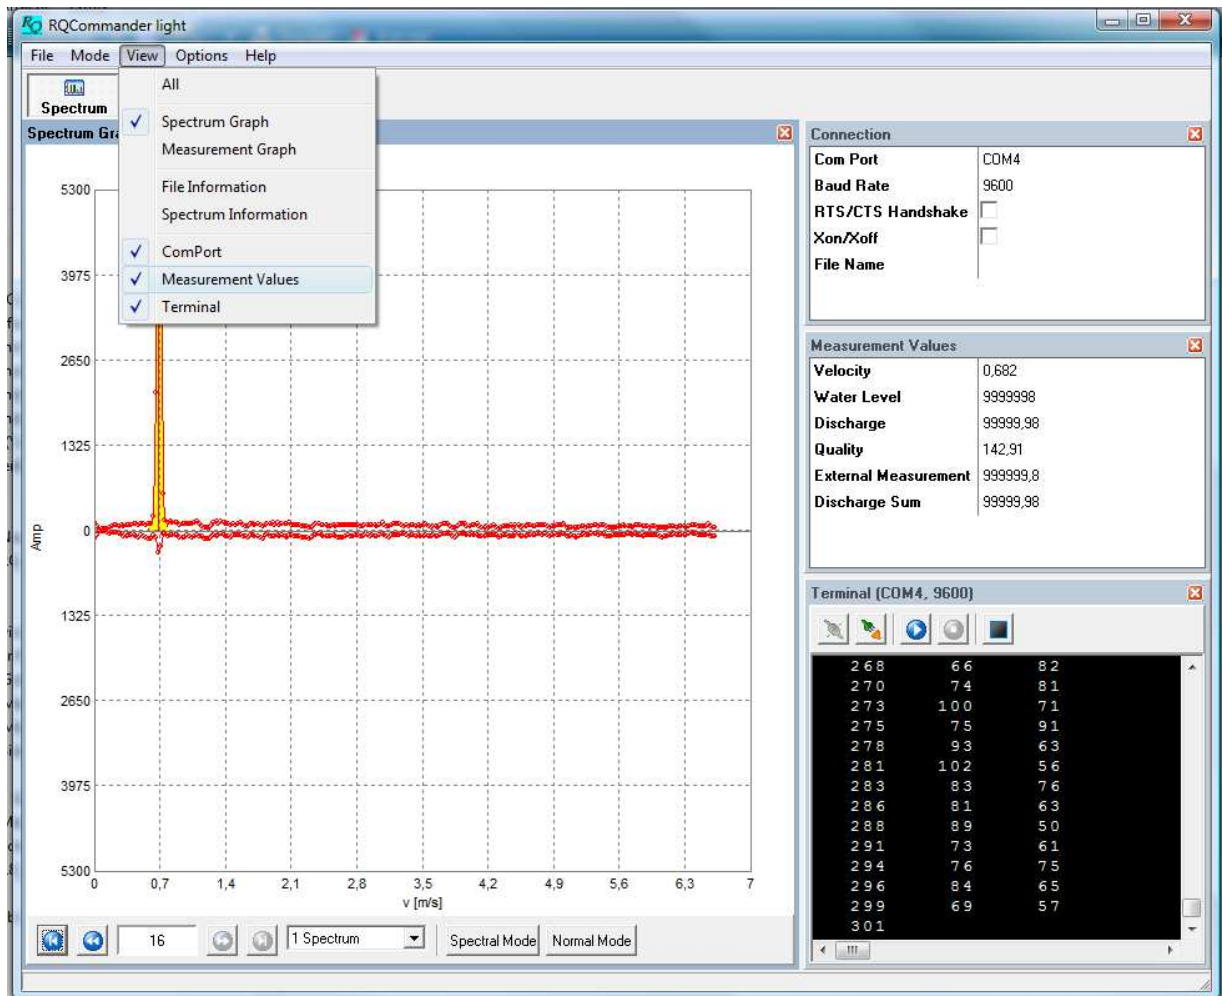 RQ RQCommander light
File Mode View Options Help
Spectrum
All
Spectrum Graph
Measurement Graph
File Information
Spectrum Information
ComPort
Measurement Values
Terminal
Spectrum Gra
5300
3975
2650
1325
0
1325
2650
3975
5300
Amp
0 0,7 1,4 2,1 2,8 3,5 4,2 4,9 5,6 6,3 7
v [m/s]
16 1 Spectrum Spectral Mode Normal Mode
Connection
Com Port COM4
Baud Rate 9600
RTS/CTS Handshake
Xon/Xoff
File Name
Measurement Values
Velocity 0,682
Water Level 9999998
Discharge 99999,98
Quality 142,91
External Measurement 999999,8
Discharge Sum 99999,98
Terminal (COM4, 9600)
268 66 82
270 74 81
273 100 71
275 75 91
278 93 63
281 102 56
283 83 76
286 81 63
288 89 50
291 73 61
294 76 75
296 84 65
299 69 57
301